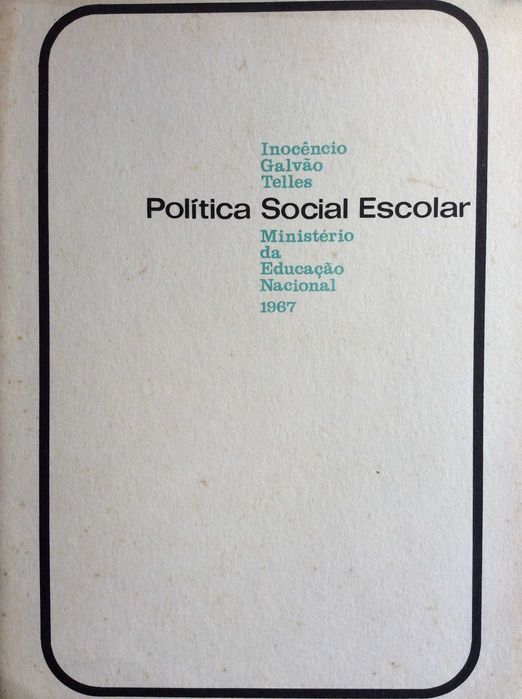 Inocêncio
Galvão
Telles
Política Social Escolar
Ministério
da
Educação
Nacional
1967